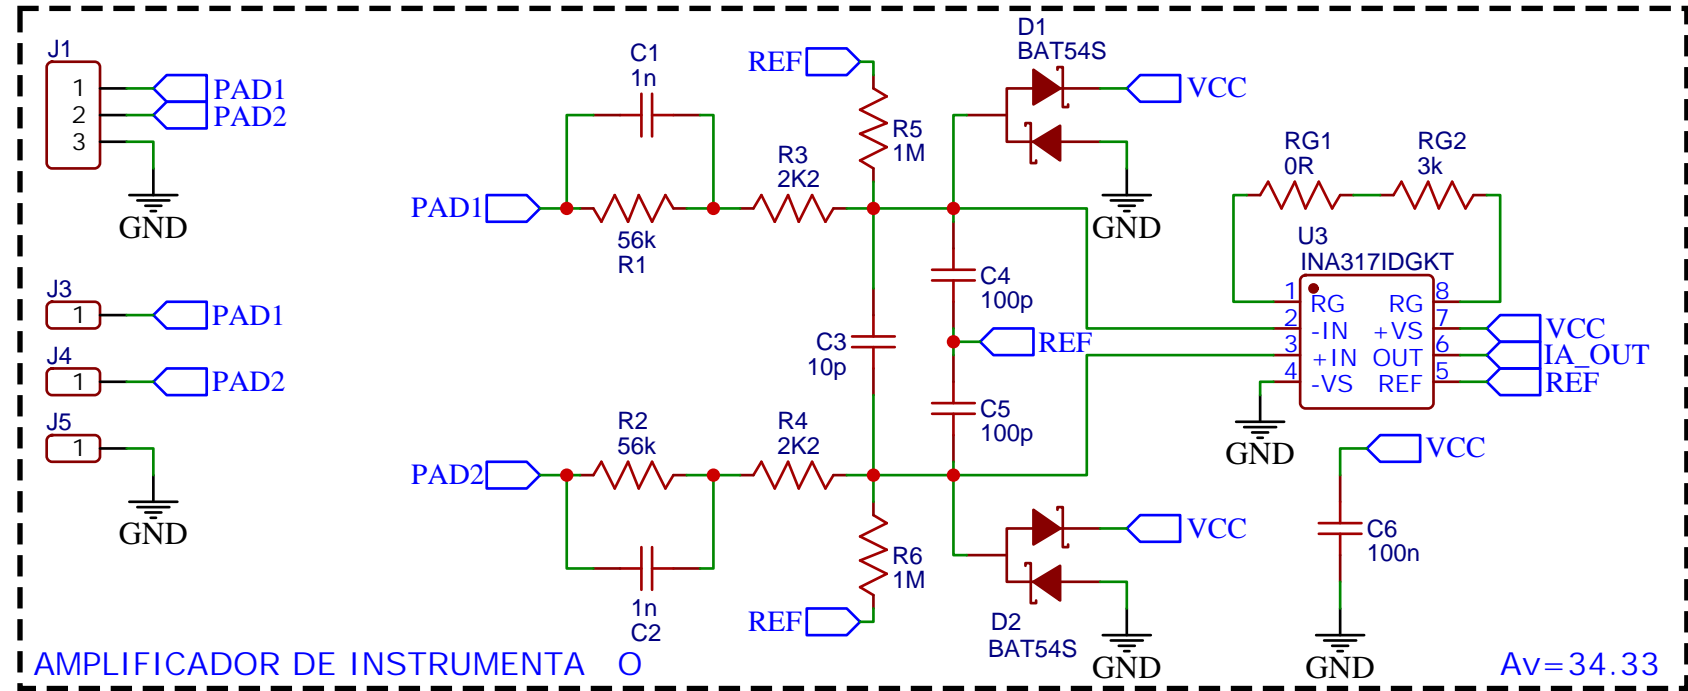 J1
1
PAD1
2
PAD2
3
GND
J3
1
PAD1
J4
1
PAD2
J5
1
GND
C1
1n
PAD1
56k
R1
R3
2K2
REF
R5
1M
D1
BAT54S
VCC
GND
C4
100p
C3
10p
REF
C5
100p
R2
56k
PAD2
1n
C2
R4
2K2
R6
1M
REF
VCC
D2
BAT54S
GND
RG1
0R
RG2
3k
U3
INA317IDGKT
1 RG RG 8
2 -IN +VS 7
3 +IN OUT 6
4 -VS REF 5
VCC
IA_OUT
REF
GND
VCC
C6
100n
GND
AMPLIFICADOR DE INSTRUMENTA O
Av=34.33